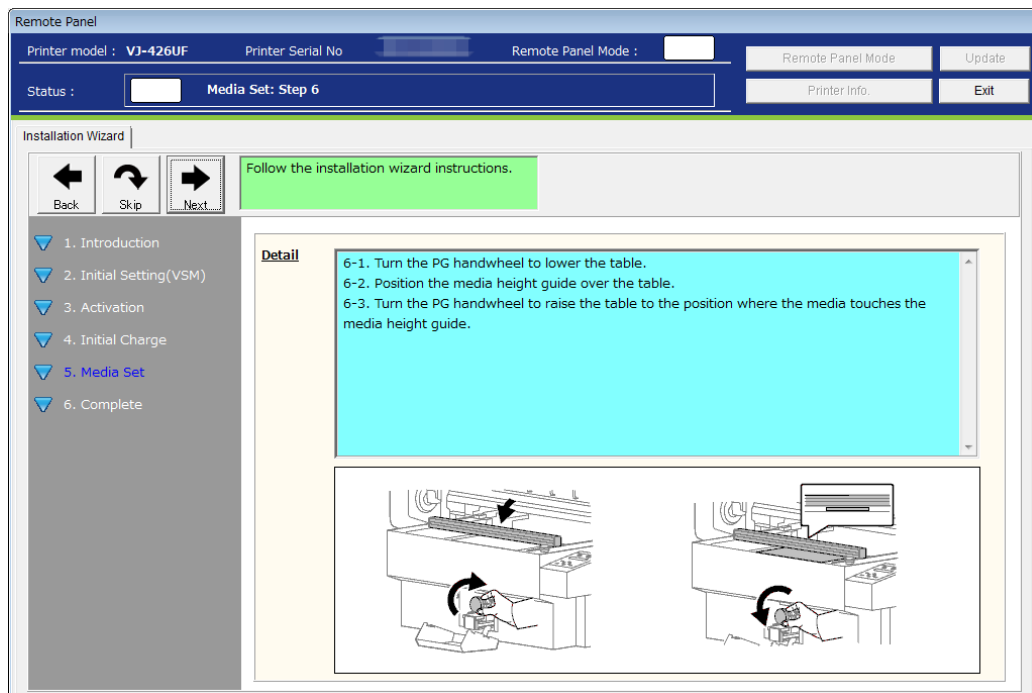 Remote Panel
Printer model : VJ-426UF Printer Serial No Remote Panel Mode :
Remote Panel Mode Update
Status : Media Set: Step 6
Printer Info. Exit
Installation Wizard
Back Skip Next
Follow the installation wizard instructions.
1. Introduction
2. Initial Setting(VSM)
3. Activation
4. Initial Charge
5. Media Set
6. Complete
Detail
6-1. Turn the PG handwheel to lower the table.
6-2. Position the media height guide over the table.
6-3. Turn the PG handwheel to raise the table to the position where the media touches the
media height guide.